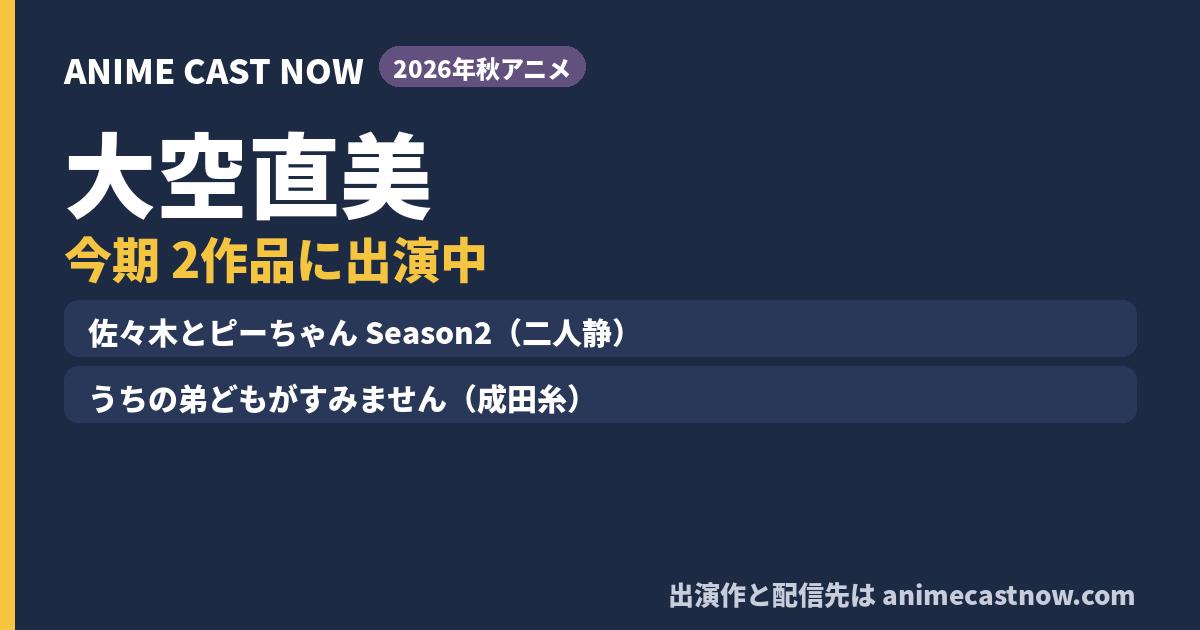 ANIME CAST NOW 2026年秋アニメ
大空直美
今期 2作品に出演中
佐々木とピーちゃん Season2（二人静）
うちの弟どもがすみません（成田糸）
出演作と配信先は animecastnow.com